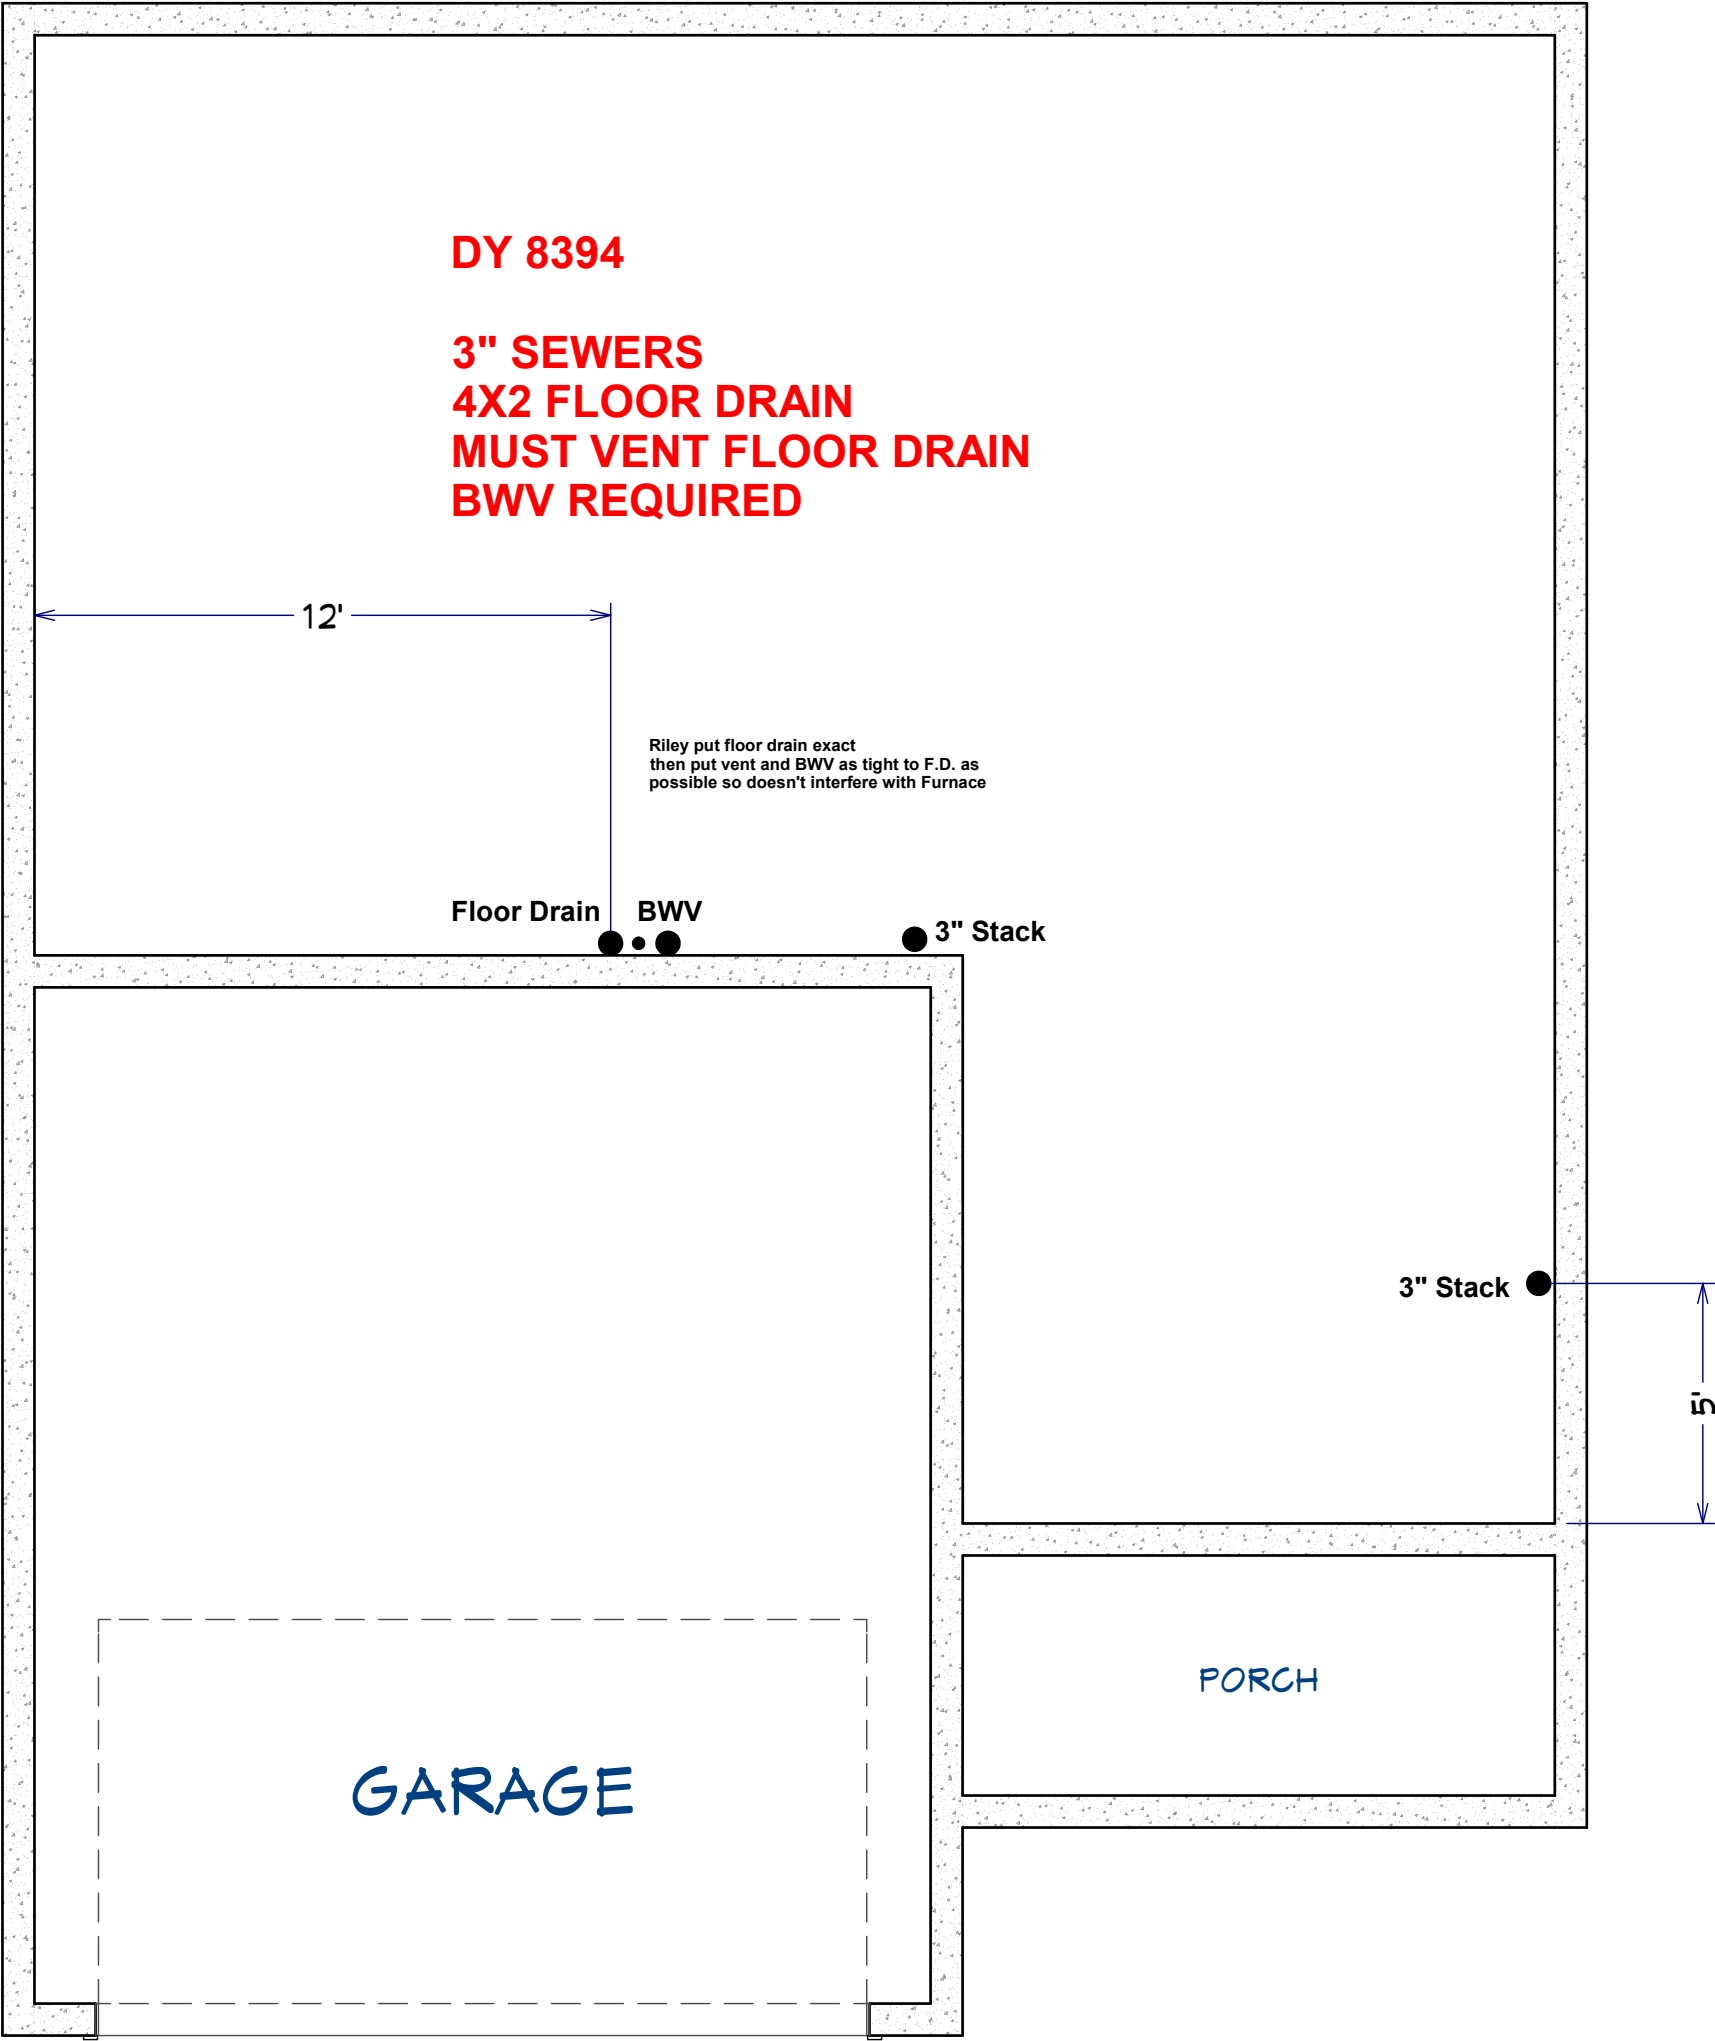 DY 8394
3" SEWERS
4X2 FLOOR DRAIN
MUST VENT FLOOR DRAIN
BWV REQUIRED
12'
Riley put floor drain exact
then put vent and BWV as tight to F.D. as
possible so doesn't interfere with Furnace
Floor Drain BWV
3" Stack
3" Stack
5'
PORCH
GARAGE